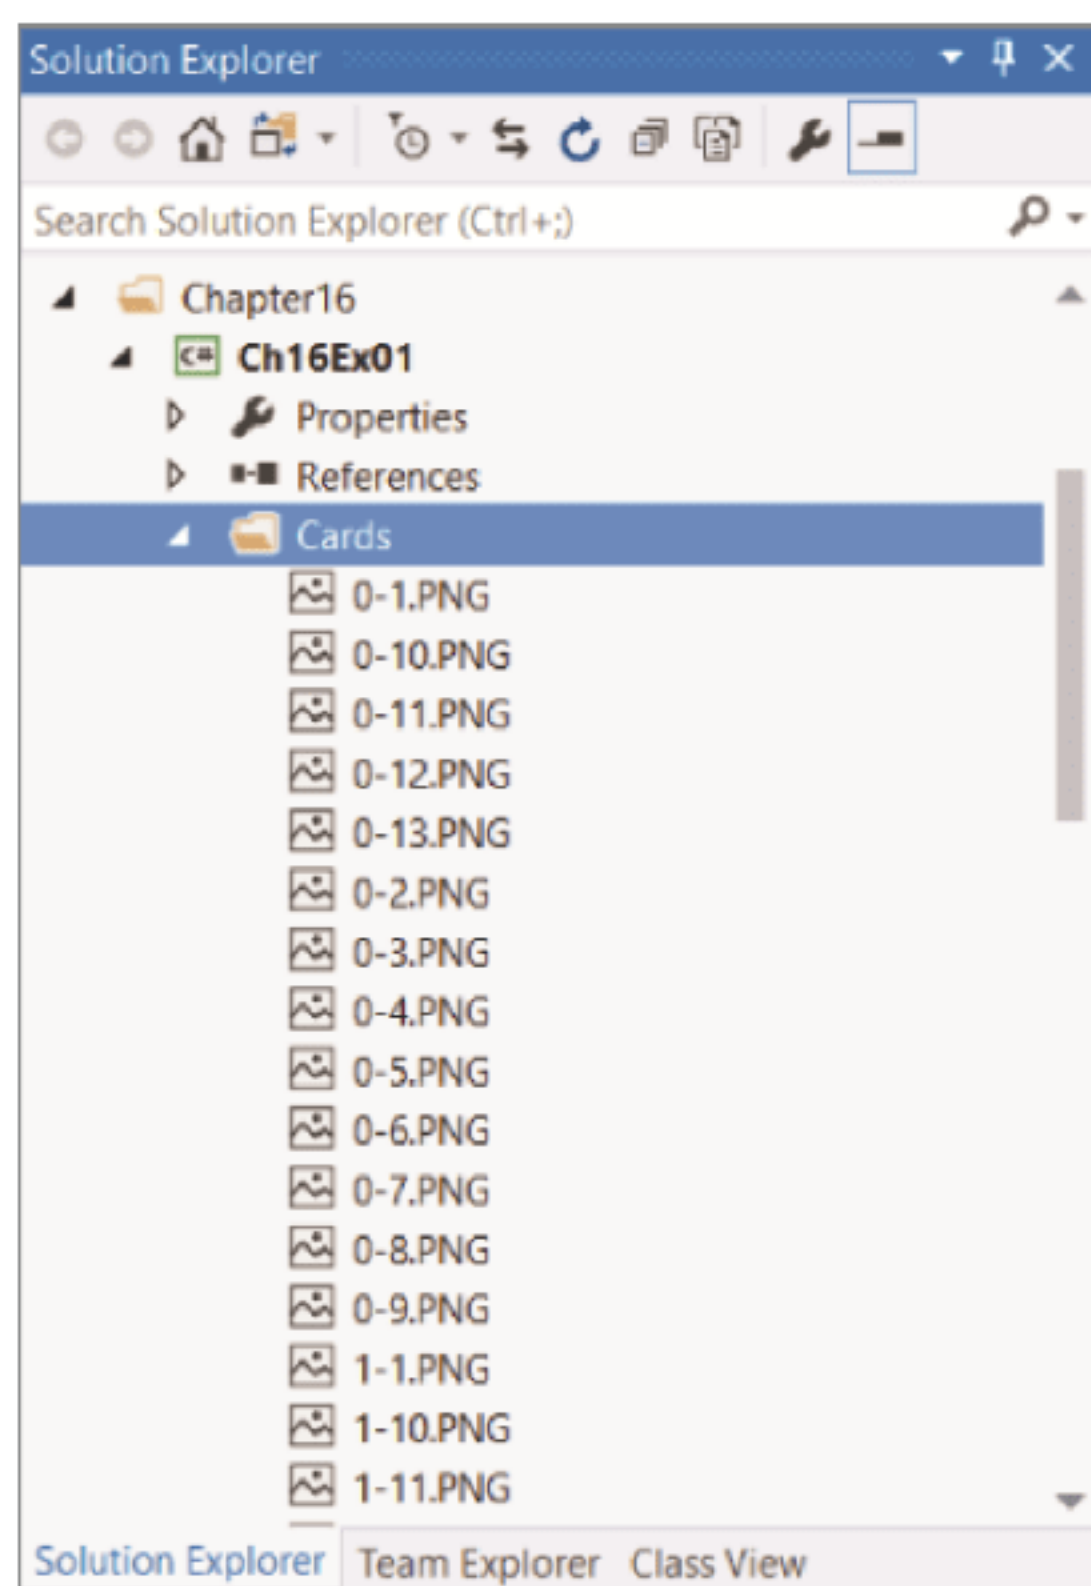 Solution Explorer
Search Solution Explorer (Ctrl+;)
Chapter16
C# Ch16Ex01
Properties
References
Cards
0-1.PNG
0-10.PNG
0-11.PNG
0-12.PNG
0-13.PNG
0-2.PNG
0-3.PNG
0-4.PNG
0-5.PNG
0-6.PNG
0-7.PNG
0-8.PNG
0-9.PNG
1-1.PNG
1-10.PNG
1-11.PNG
Solution Explorer Team Explorer Class View